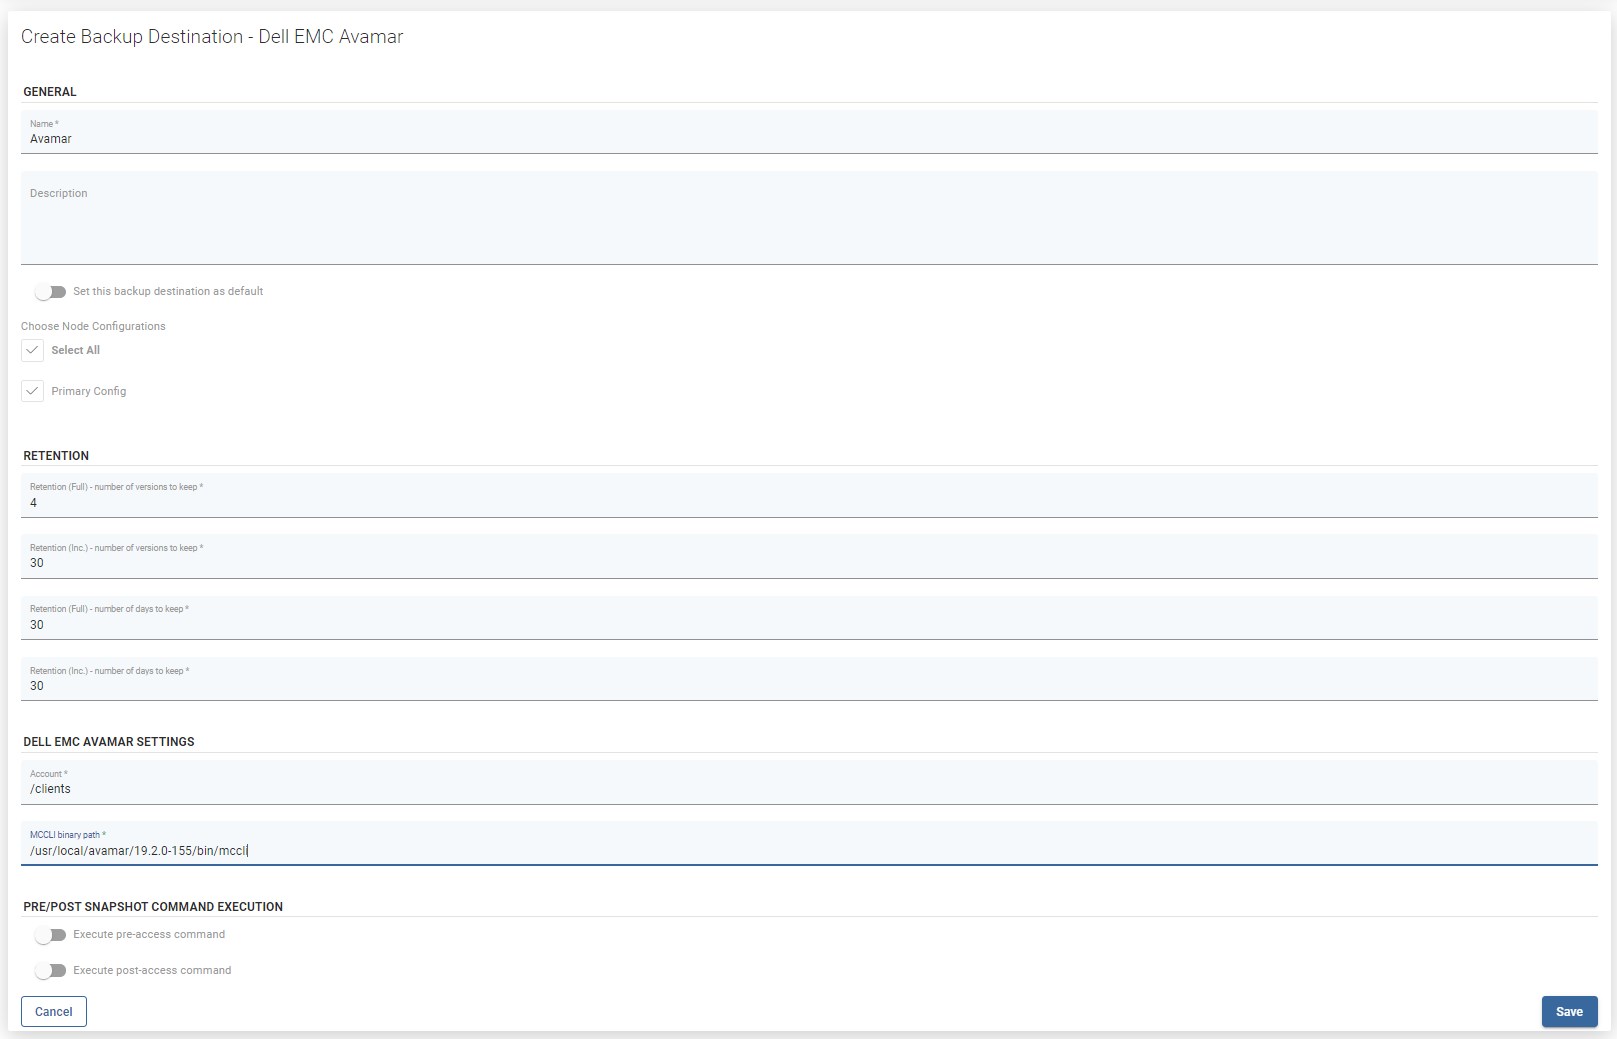 Create Backup Destination - Dell EMC Avamar
GENERAL
Name *
Avamar
Description
Set this backup destination as default
Choose Node Configurations
Select All
Primary Config
RETENTION
Retention (Full) - number of versions to keep *
4
Retention (Inc.) - number of versions to keep *
30
Retention (Full) - number of days to keep *
30
Retention (Inc.) - number of days to keep *
30
DELL EMC AVAMAR SETTINGS
Account *
/clients
MCCLI binary path *
/usr/local/avamar/19.2.0-155/bin/mccli
PRE/POST SNAPSHOT COMMAND EXECUTION
Execute pre-access command
Execute post-access command
Cancel
Save